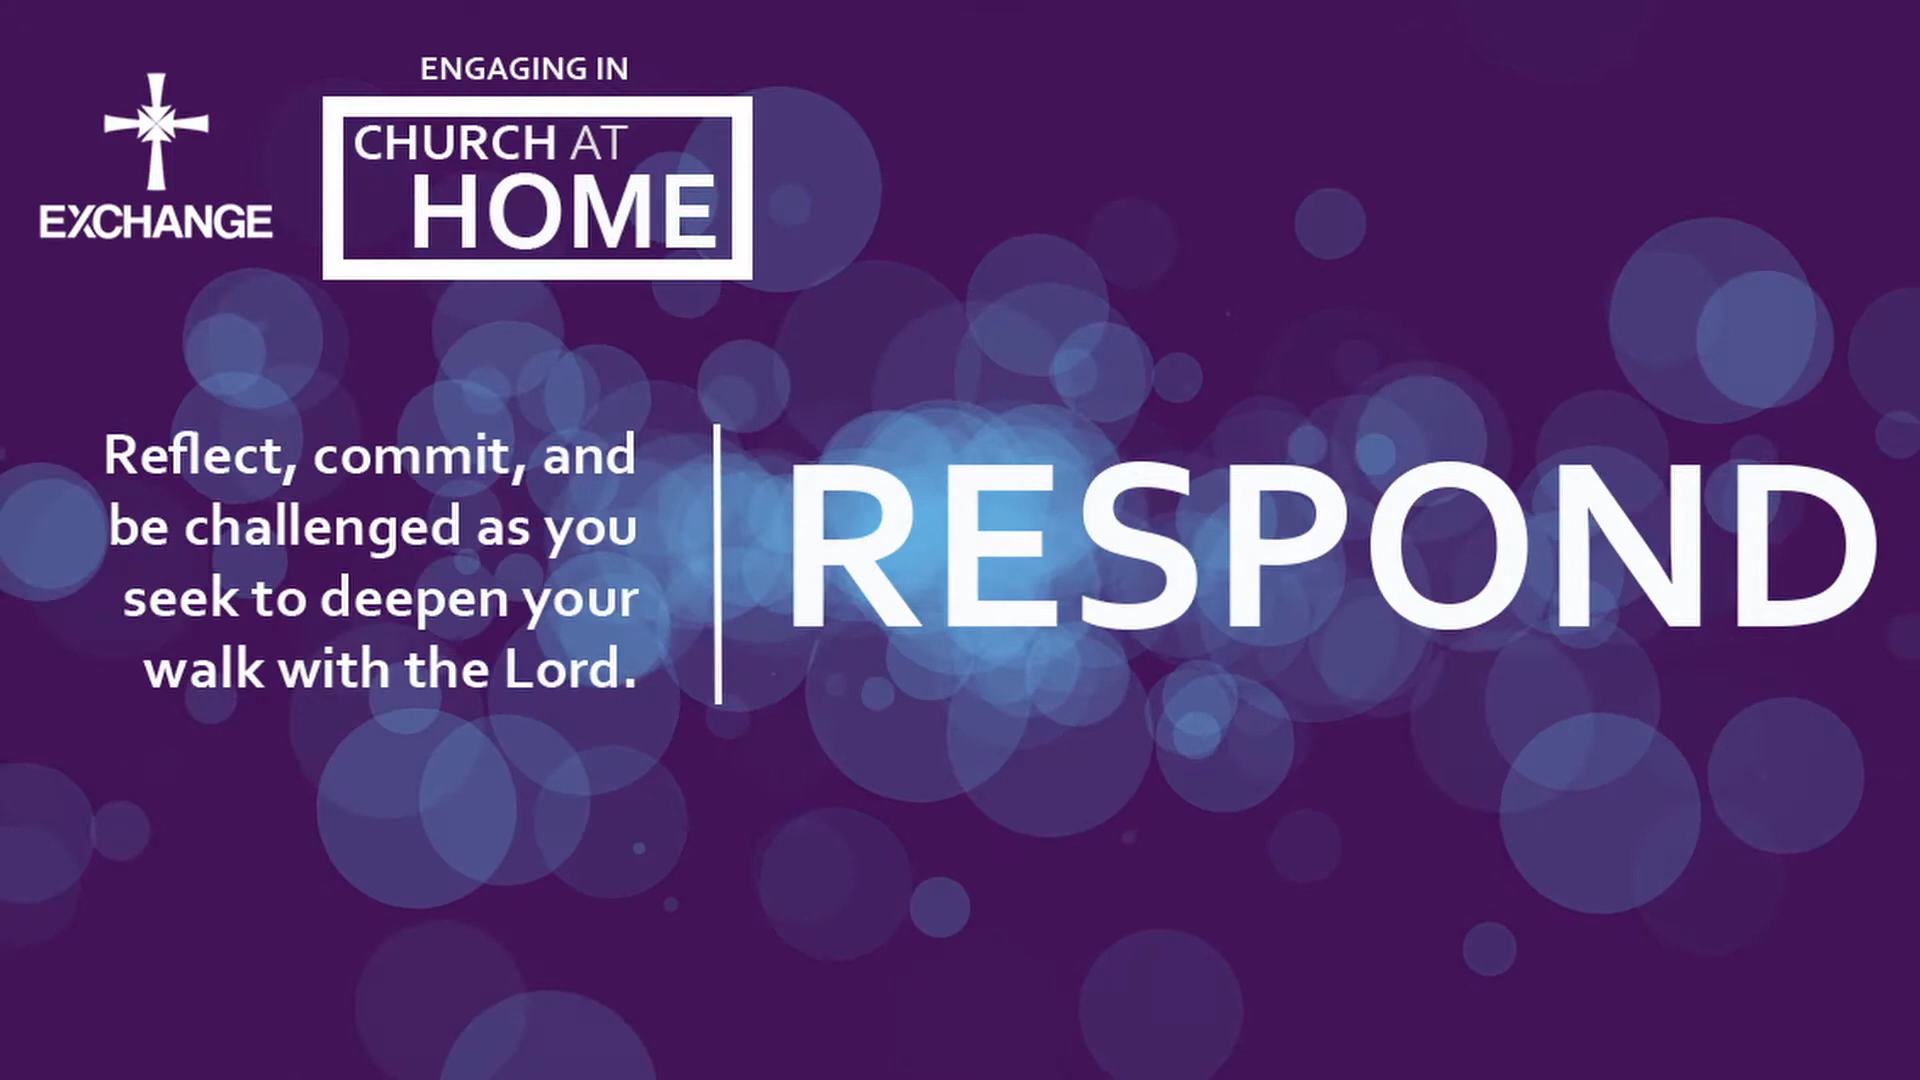 EXCHANGE
ENGAGING IN
CHURCH AT
HOME
Reflect, commit, and
be challenged as you
seek to deepen your
walk with the Lord.
RESPOND